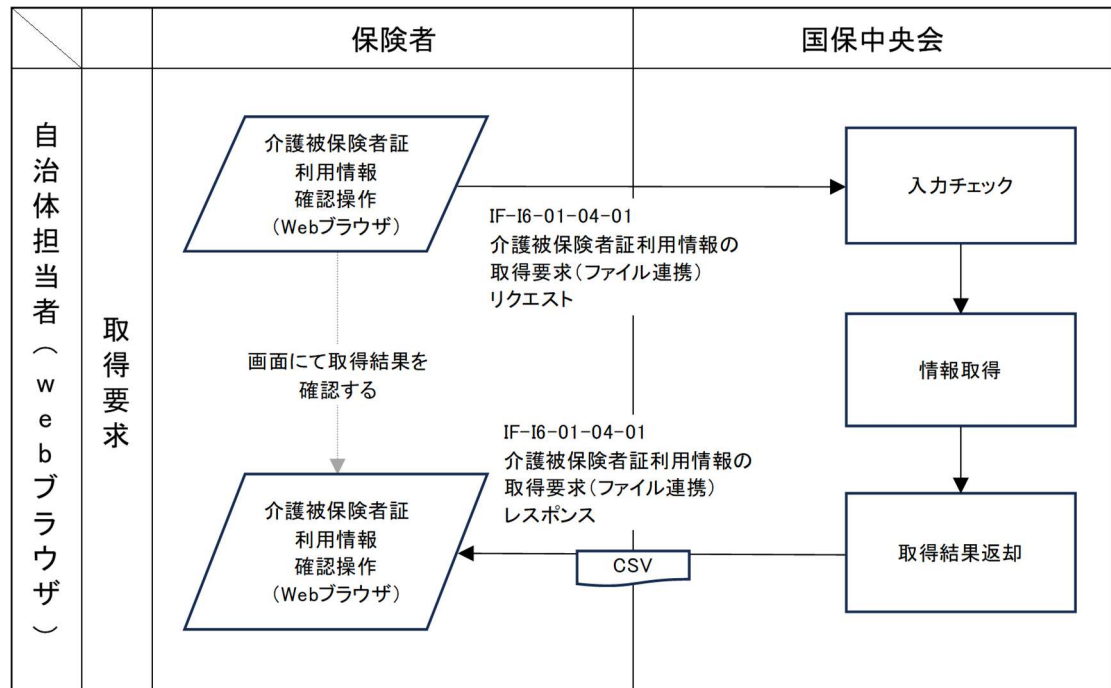 保険者
国保中央会
自治体担当者（webブラウザ）
取得要求
介護被保険者証
利用情報
確認操作
（Webブラウザ）
入力チェック
IF-I6-01-04-01
介護被保険者証利用情報の
取得要求（ファイル連携）
リクエスト
情報取得
画面にて取得結果を
確認する
IF-I6-01-04-01
介護被保険者証利用情報の
取得要求（ファイル連携）
レスポンス
介護被保険者証
利用情報
確認操作
（Webブラウザ）
CSV
取得結果返却